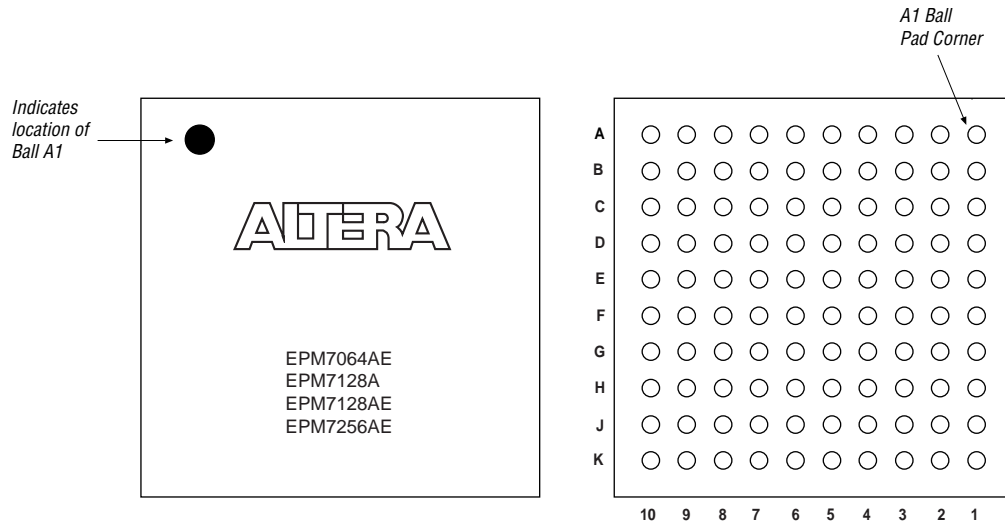 A1 Ball
Pad Corner
Indicates
location of
Ball A1
ALTERA
EPM7064AE
EPM7128A
EPM7128AE
EPM7256AE
A
B
C
D
E
F
G
H
J
K
10 9 8 7 6 5 4 3 2 1